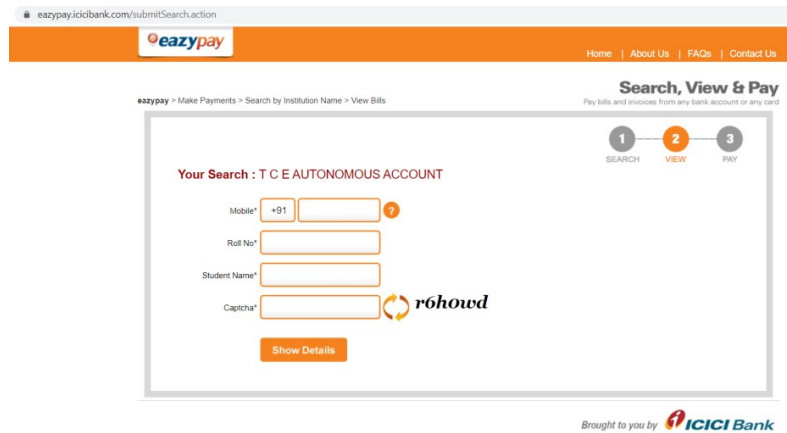 eazypay.icicibank.com/submitSearch.action
eazypay
Home | About Us | FAQs | Contact Us
Search, View & Pay
eazypay > Make Payments > Search by Institution Name > View Bills
Pay bills and invoices from any bank account or any card
1 2 3
SEARCH VIEW PAY
Your Search : T C E AUTONOMOUS ACCOUNT
Mobile* +91 ?
Roll No*
Student Name*
Captcha* r6howd
Show Details
Brought to you by ICICI Bank